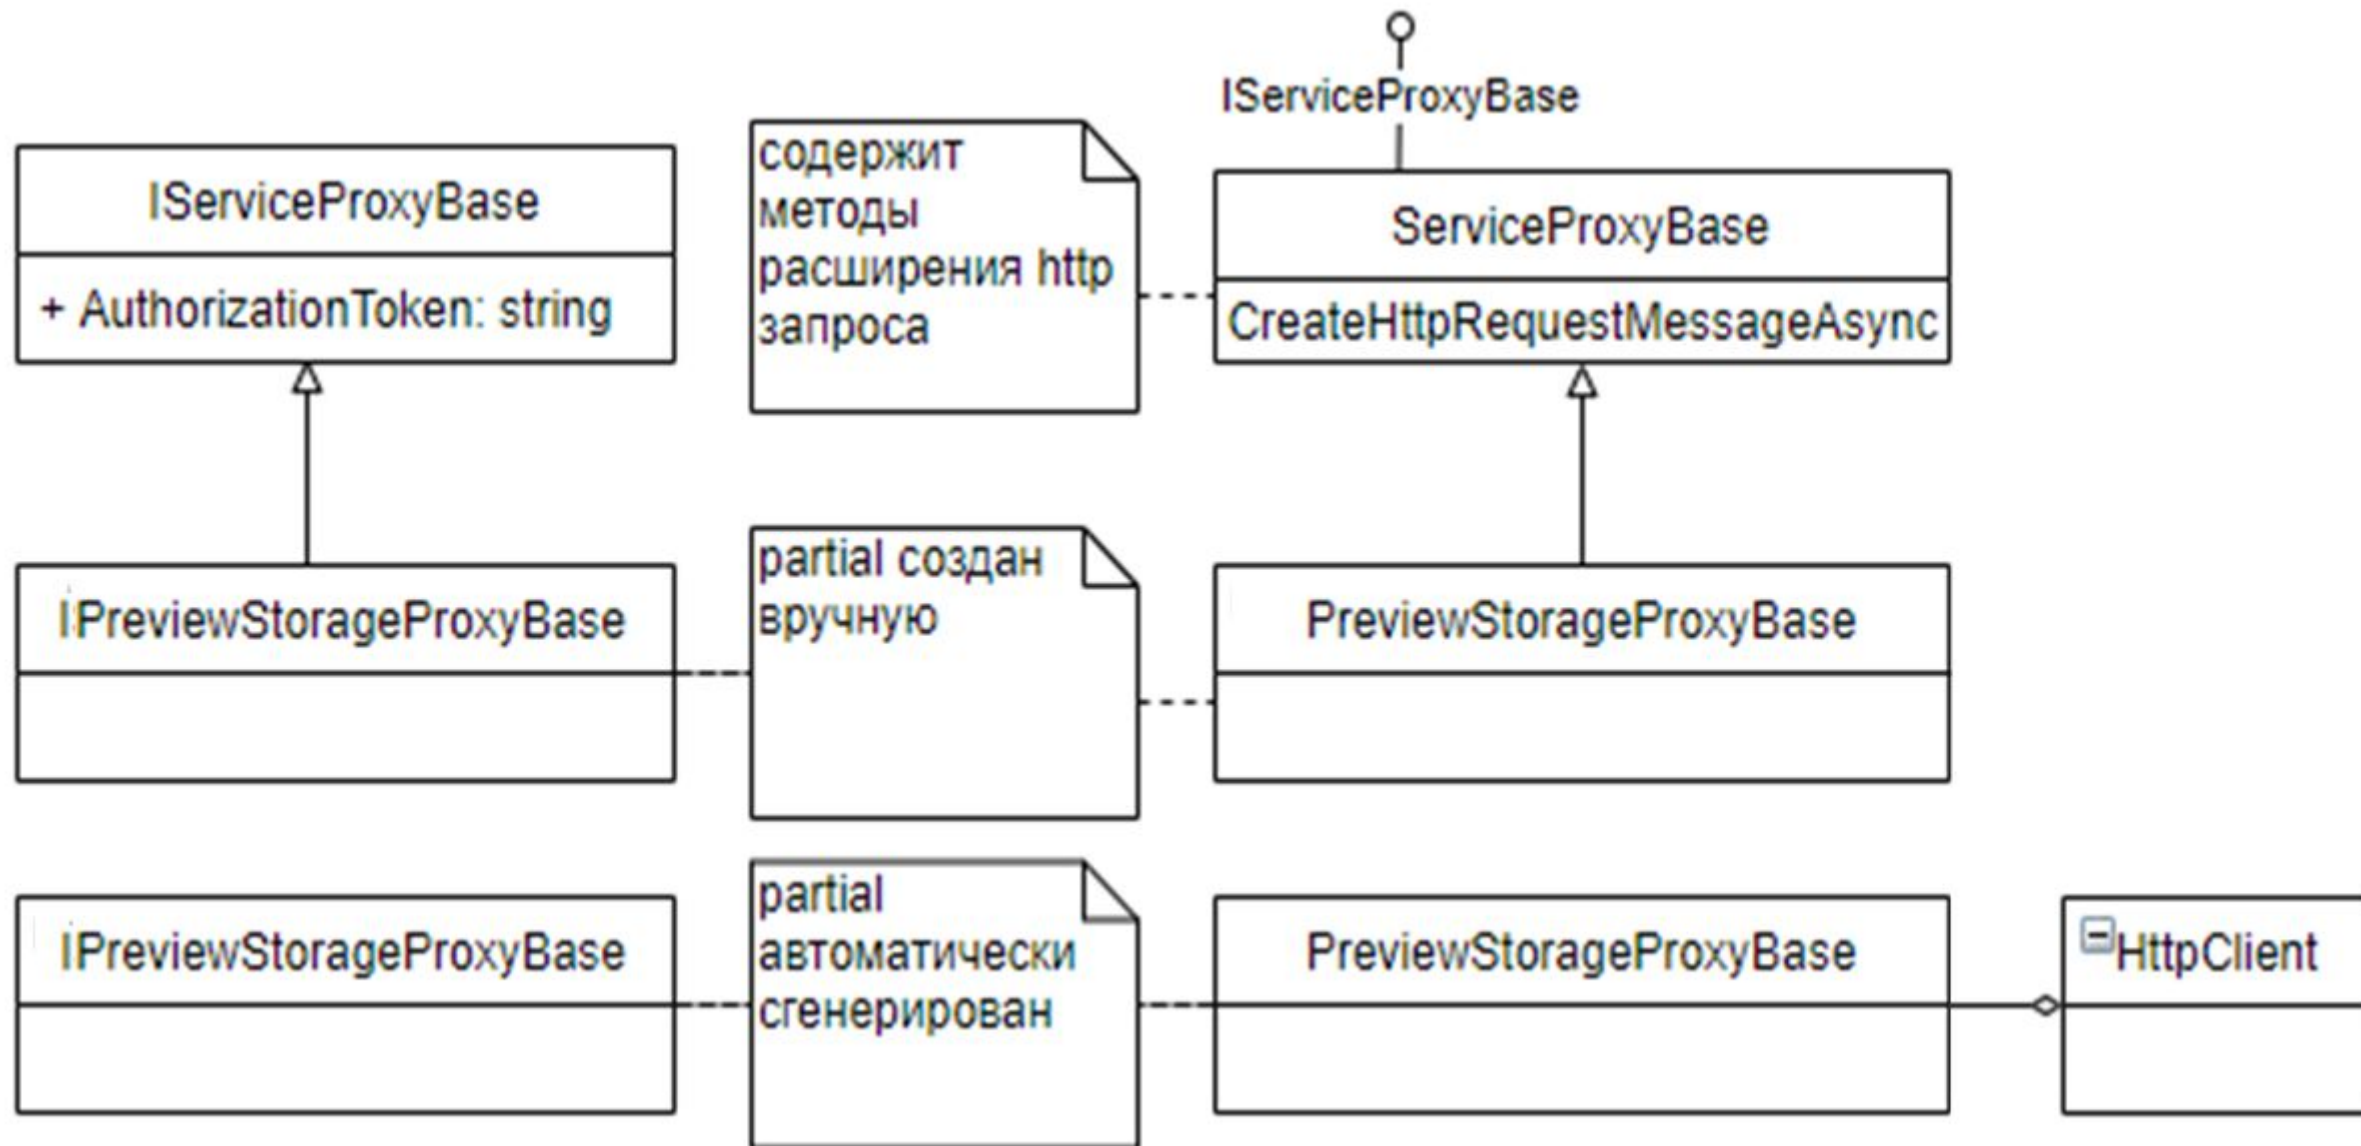 IServiceProxyBase
IServiceProxyBase
+ AuthorizationToken: string
содержит
методы
расширения http
запроса
ServiceProxyBase
CreateHttpRequestMessageAsync
IPreviewStorageProxyBase
partial создан
вручную
PreviewStorageProxyBase
IPreviewStorageProxyBase
partial
автоматически
сгенерирован
PreviewStorageProxyBase
HttpClient